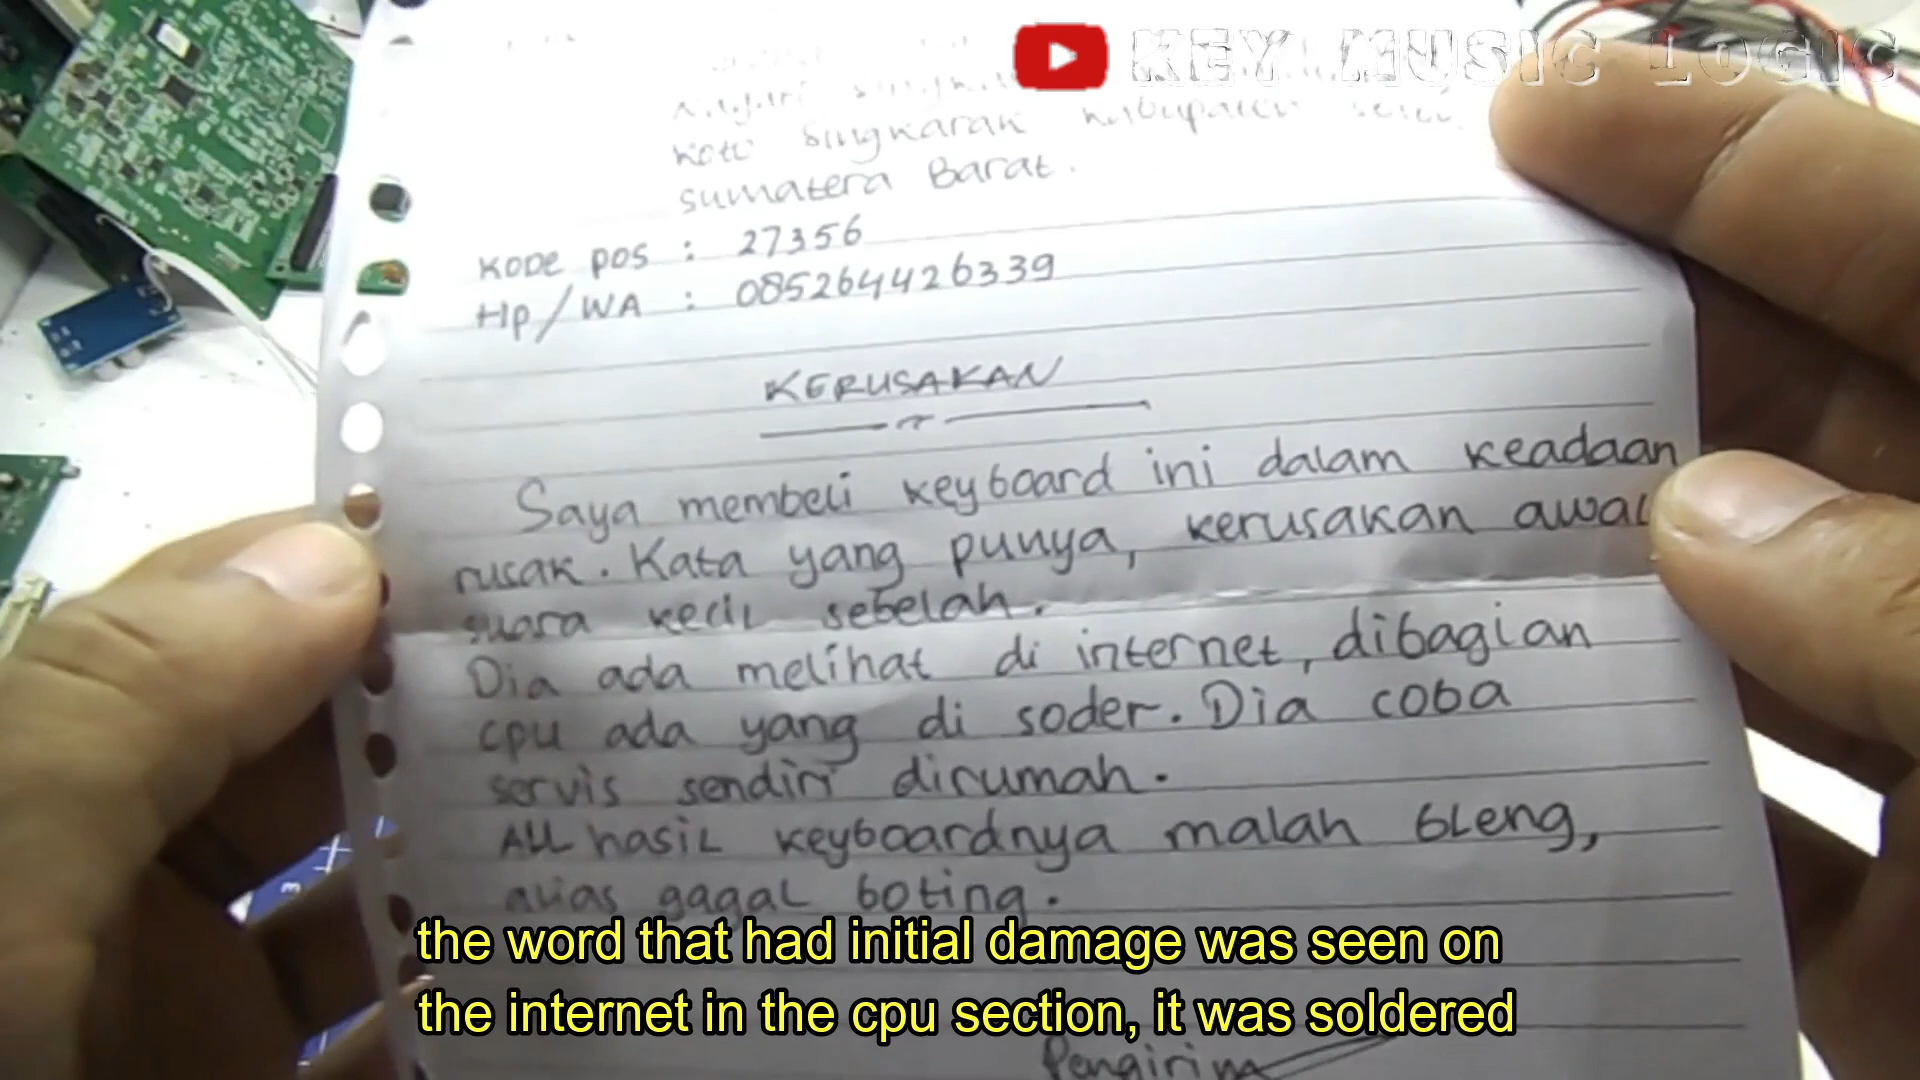 KEY MUSIC LOGIC
Koto Singkarak Kabupaten
Sumatera Barat.
Kode pos : 27356
Hp/WA : 085264426339
KERUSAKAN
Saya membeli keyboard ini dalam keadaan
rusak. Kata yang punya, kerusakan awal
suara kecil sebelah.
Dia ada melihat di internet, dibagian
cpu ada yang di soder. Dia coba
servis sendiri dirumah.
All hasil keyboardnya malah bleng,
alias gagal boting.
the word that had initial damage was seen on
the internet in the cpu section, it was soldered
Pengirim